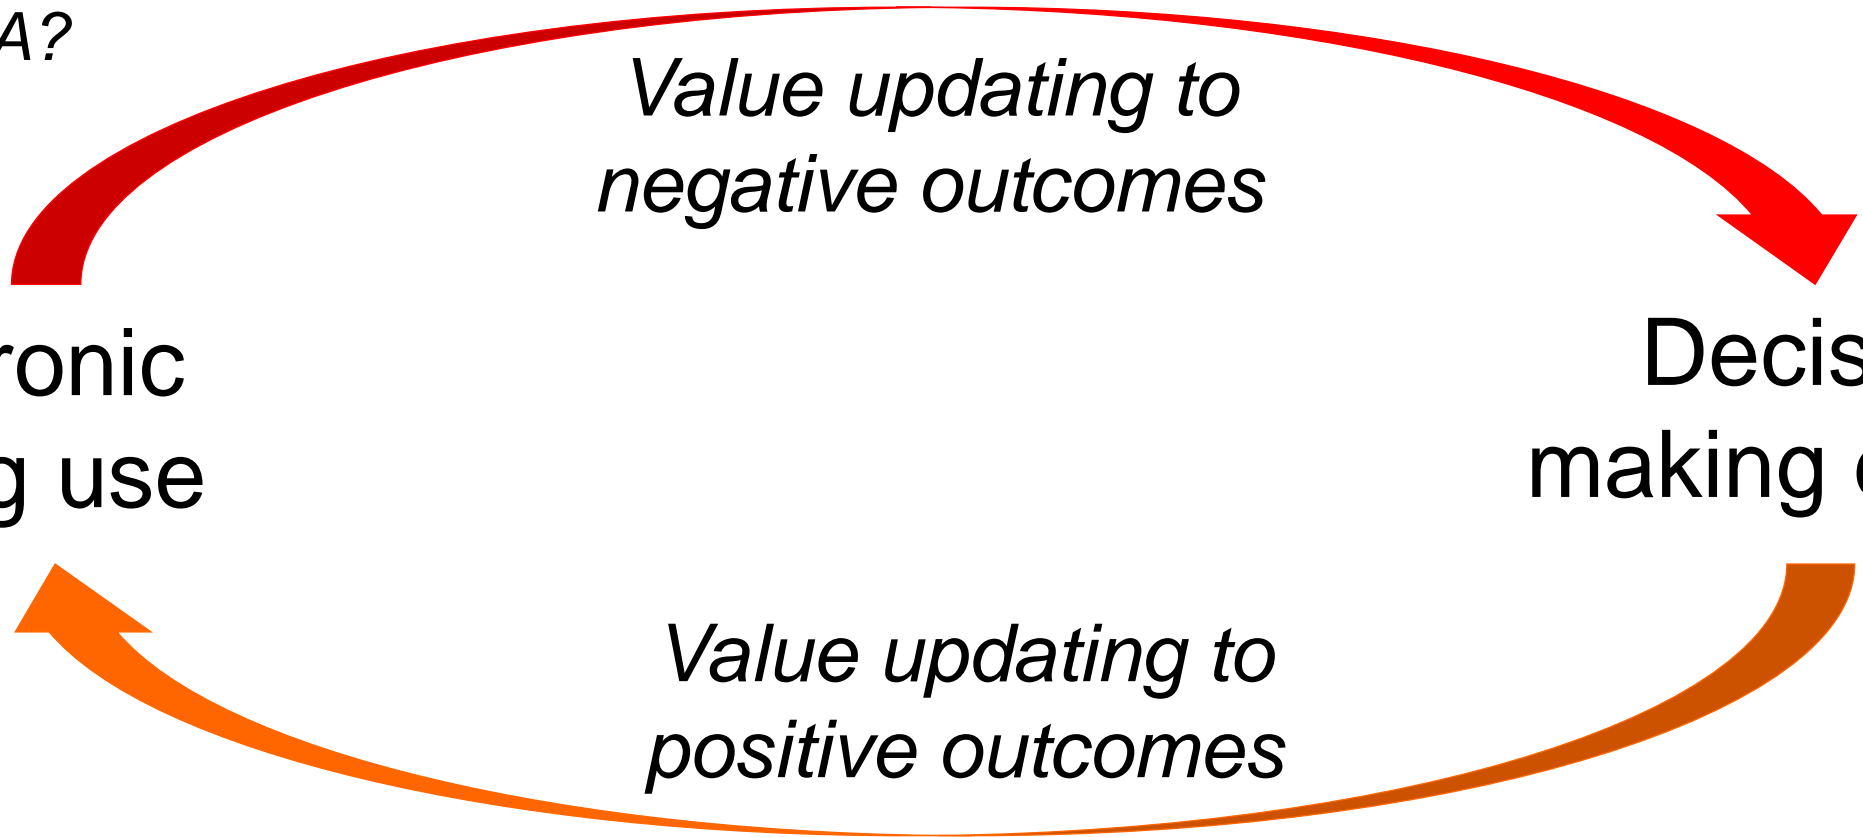 A?
Value updating to
negative outcomes
ronic
g use
Decis
making
Value updating to
positive outcomes